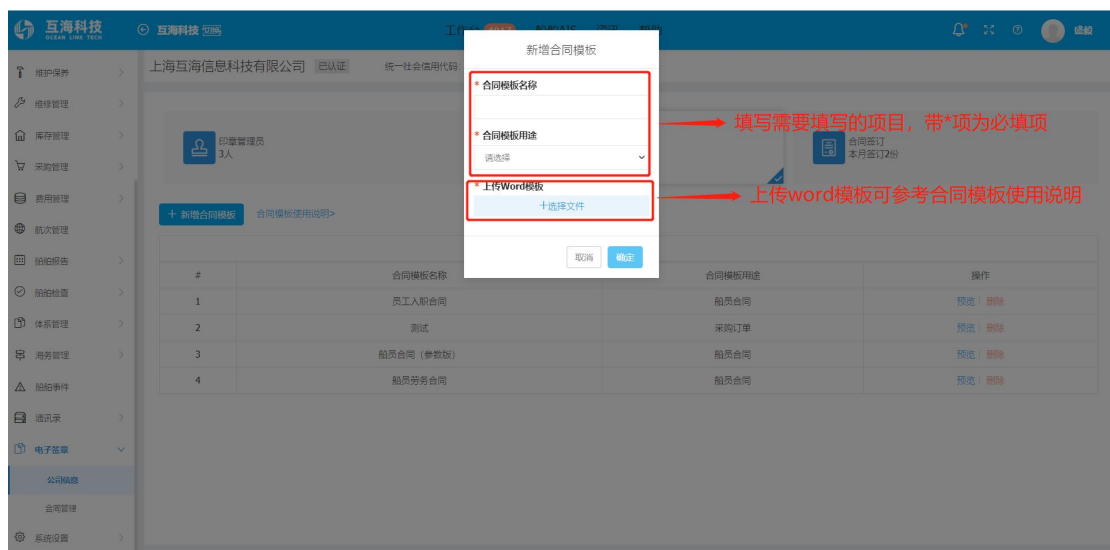 互海科技
OCEAN LINK TECH
互海科技 切换
工作台
资讯
帮助
维护保养
维修管理
库存管理
采购管理
费用管理
航次管理
船舶报告
船舶检查
体系管理
海务管理
船舶事件
通讯录
电子签章
公司信息
合同管理
系统设置
上海互海信息科技有限公司 已认证 统一社会信用代码:
印章管理员
3人
合同签订
本月签订2份
+ 新增合同模板 合同模板使用说明>
新增合同模板
* 合同模板名称
* 合同模板用途
请选择
* 上传Word模板
+选择文件
取消 确定
填写需要填写的项目，带*项为必填项
上传word模板可参考合同模板使用说明
# 合同模板名称 合同模板用途 操作
1 员工入职合同 船员合同 预览 | 删除
2 测试 采购订单 预览 | 删除
3 船员合同（参数版） 船员合同 预览 | 删除
4 船员劳务合同 船员合同 预览 | 删除